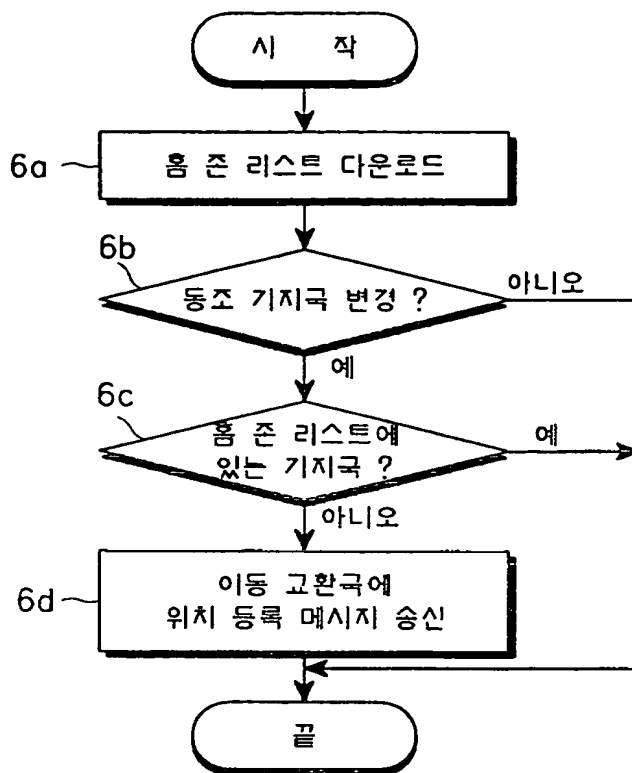 시 작
6a
홈 존 리스트 다운로드
6b
동조 기지국 변경 ?
아니오
예
6c
홈 존 리스트에
있는 기지국 ?
예
아니오
6d
이동 교환국에
위치 등록 메시지 송신
끝